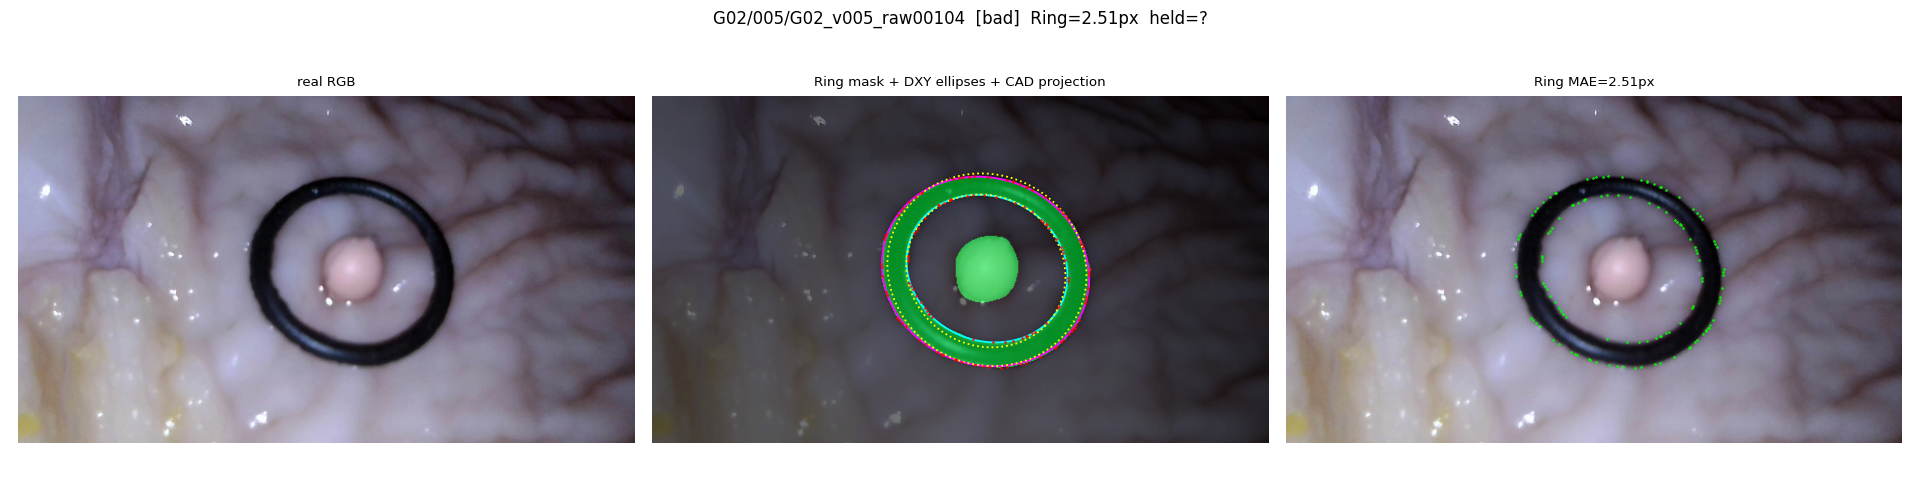 G02/005/G02_v005_raw00104  [bad]  Ring=2.51px  held=?
real RGB
Ring mask + DXY ellipses + CAD projection
Ring MAE=2.51px